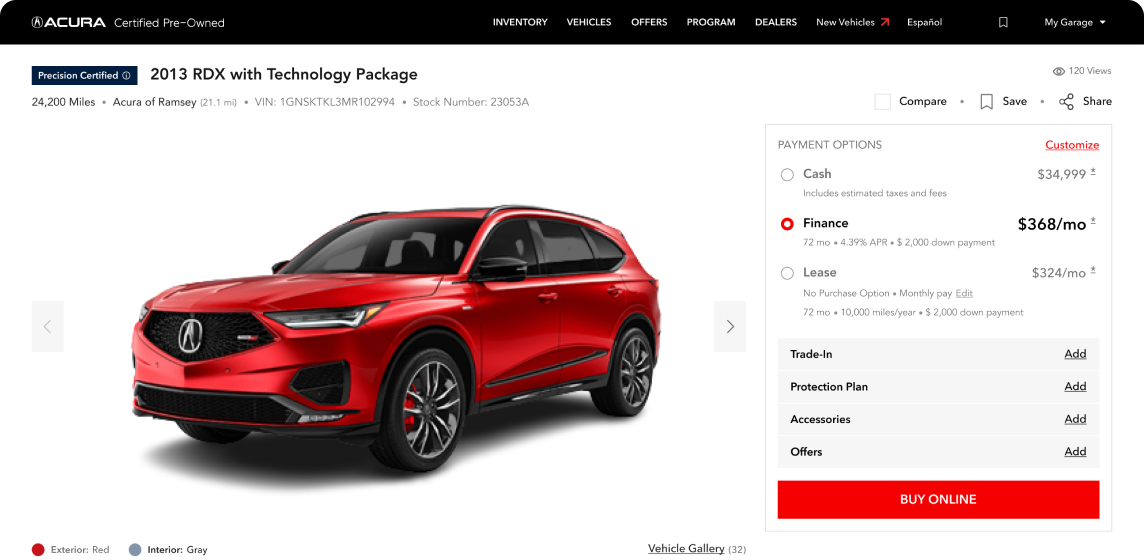 ACURA Certified Pre-Owned INVENTORY VEHICLES OFFERS PROGRAM DEALERS New Vehicles Español My Garage
Precision Certified 2013 RDX with Technology Package
120 Views
24,200 Miles • Acura of Ramsey (21.1 mi) • VIN: 1GNSKTKL3MR102994 • Stock Number: 23053A
Compare • Save • Share
PAYMENT OPTIONS Customize
Cash $34,999 *
Includes estimated taxes and fees
Finance $368/mo *
72 mo • 4.39% APR • $ 2,000 down payment
Lease $324/mo *
No Purchase Option • Monthly pay Edit
72 mo • 10,000 miles/year • $ 2,000 down payment
Trade-In Add
Protection Plan Add
Accessories Add
Offers Add
BUY ONLINE
Exterior: Red Interior: Gray
Vehicle Gallery (32)